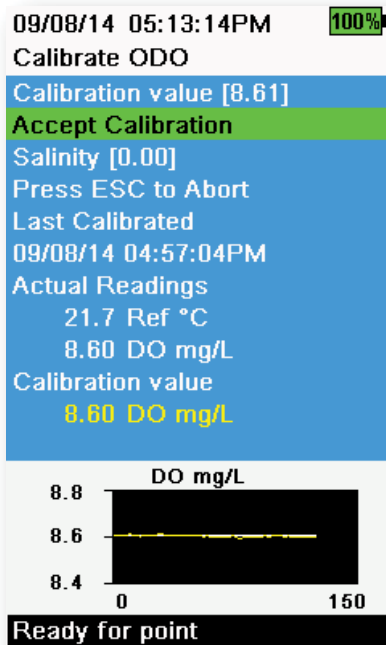 09/08/14 05:13:14PM 100%
Calibrate ODO
Calibration value [8.61]
Accept Calibration
Salinity [0.00]
Press ESC to Abort
Last Calibrated
09/08/14 04:57:04PM
Actual Readings
21.7 Ref °C
8.60 DO mg/L
Calibration value
8.60 DO mg/L
DO mg/L
8.8
8.6
8.4
0 150
Ready for point